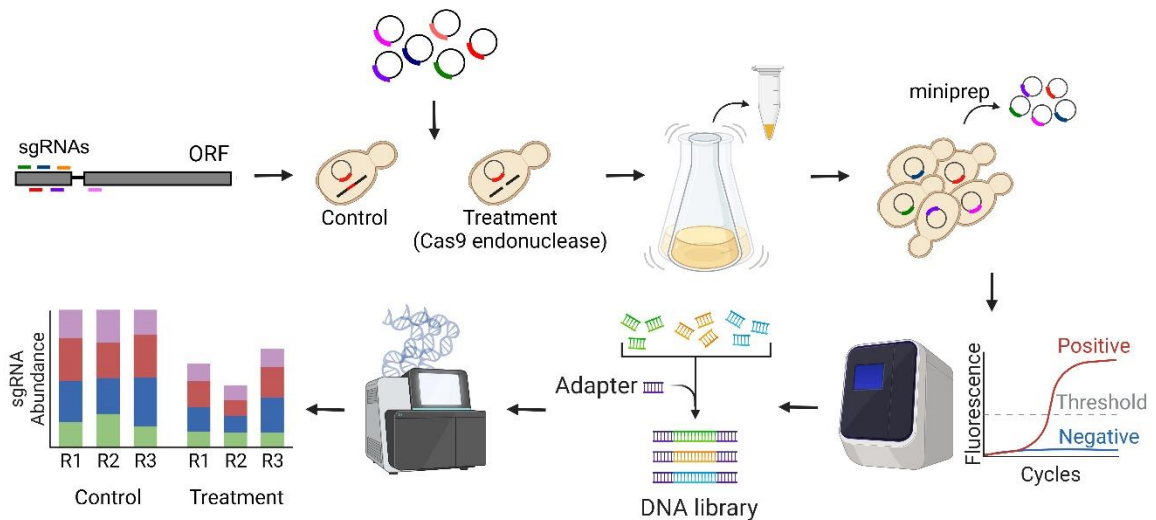 sgRNAs
ORF
Control
Treatment
(Cas9 endonuclease)
miniprep
Fluorescence
Positive
Threshold
Negative
Cycles
Adapter
DNA library
sgRNA
Abundance
R1 R2 R3 R1 R2 R3
Control Treatment